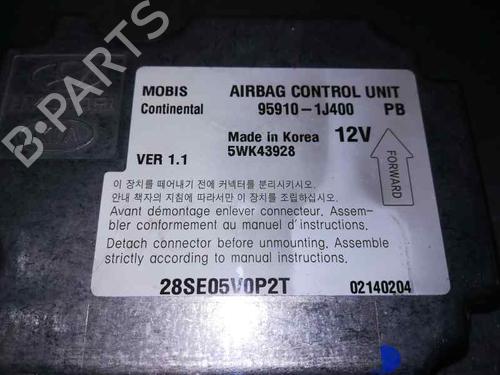 B-PARTS
MOBIS AIRBAG CONTROL UNIT
Continental 95910-1J400 PB
Made in Korea 12V
VER 1.1 5WK43928
FORWARD
이 장치를 떼어내기 전에 커넥터를 분리시키시오.
안내 책자의 지침에 따라서만 이 장치를 조립하십시오.
Avant démontage enlever connecteur. Assem-
bler conformement au manuel d'instructions.
Detach connector before unmounting. Assemble
strictly according to manual instructions.
28SE05V0P2T 02140204